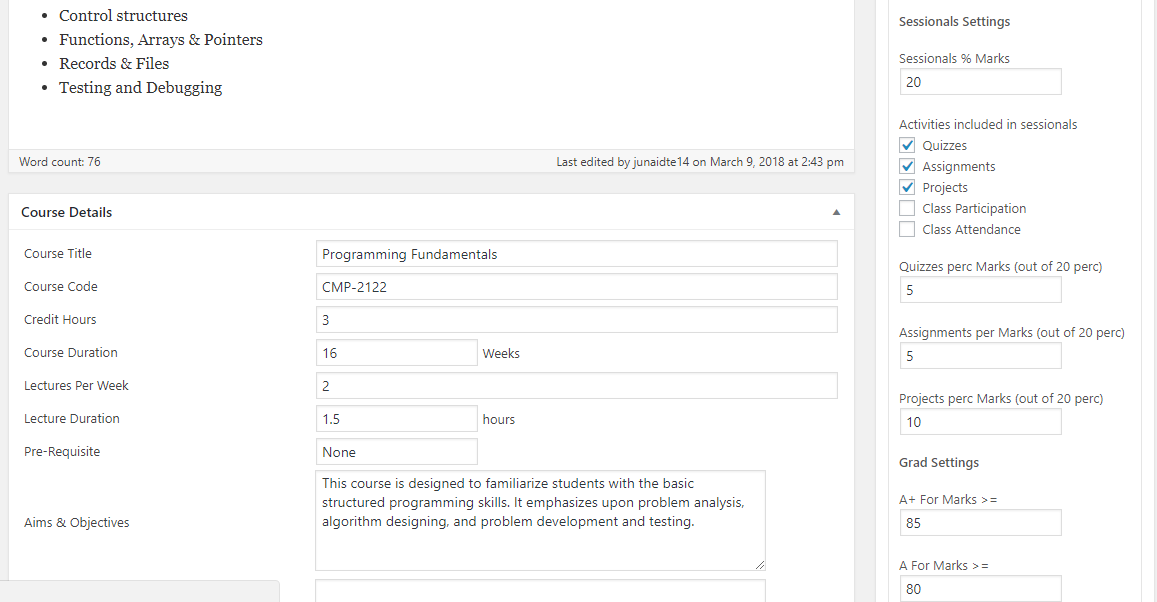 Control structures
Functions, Arrays & Pointers
Records & Files
Testing and Debugging
Word count: 76
Last edited by junaidte14 on March 9, 2018 at 2:43 pm
Course Details
Course Title
Programming Fundamentals
Course Code
CMP-2122
Credit Hours
3
Course Duration
16
Weeks
Lectures Per Week
2
Lecture Duration
1.5
hours
Pre-Requisite
None
Aims & Objectives
This course is designed to familiarize students with the basic
structured programming skills. It emphasizes upon problem analysis,
algorithm designing, and problem development and testing.
Sessionals Settings
Sessionals % Marks
20
Activities included in sessionals
Quizzes
Assignments
Projects
Class Participation
Class Attendance
Quizzes perc Marks (out of 20 perc)
5
Assignments per Marks (out of 20 perc)
5
Projects perc Marks (out of 20 perc)
10
Grad Settings
A+ For Marks >=
85
A For Marks >=
80